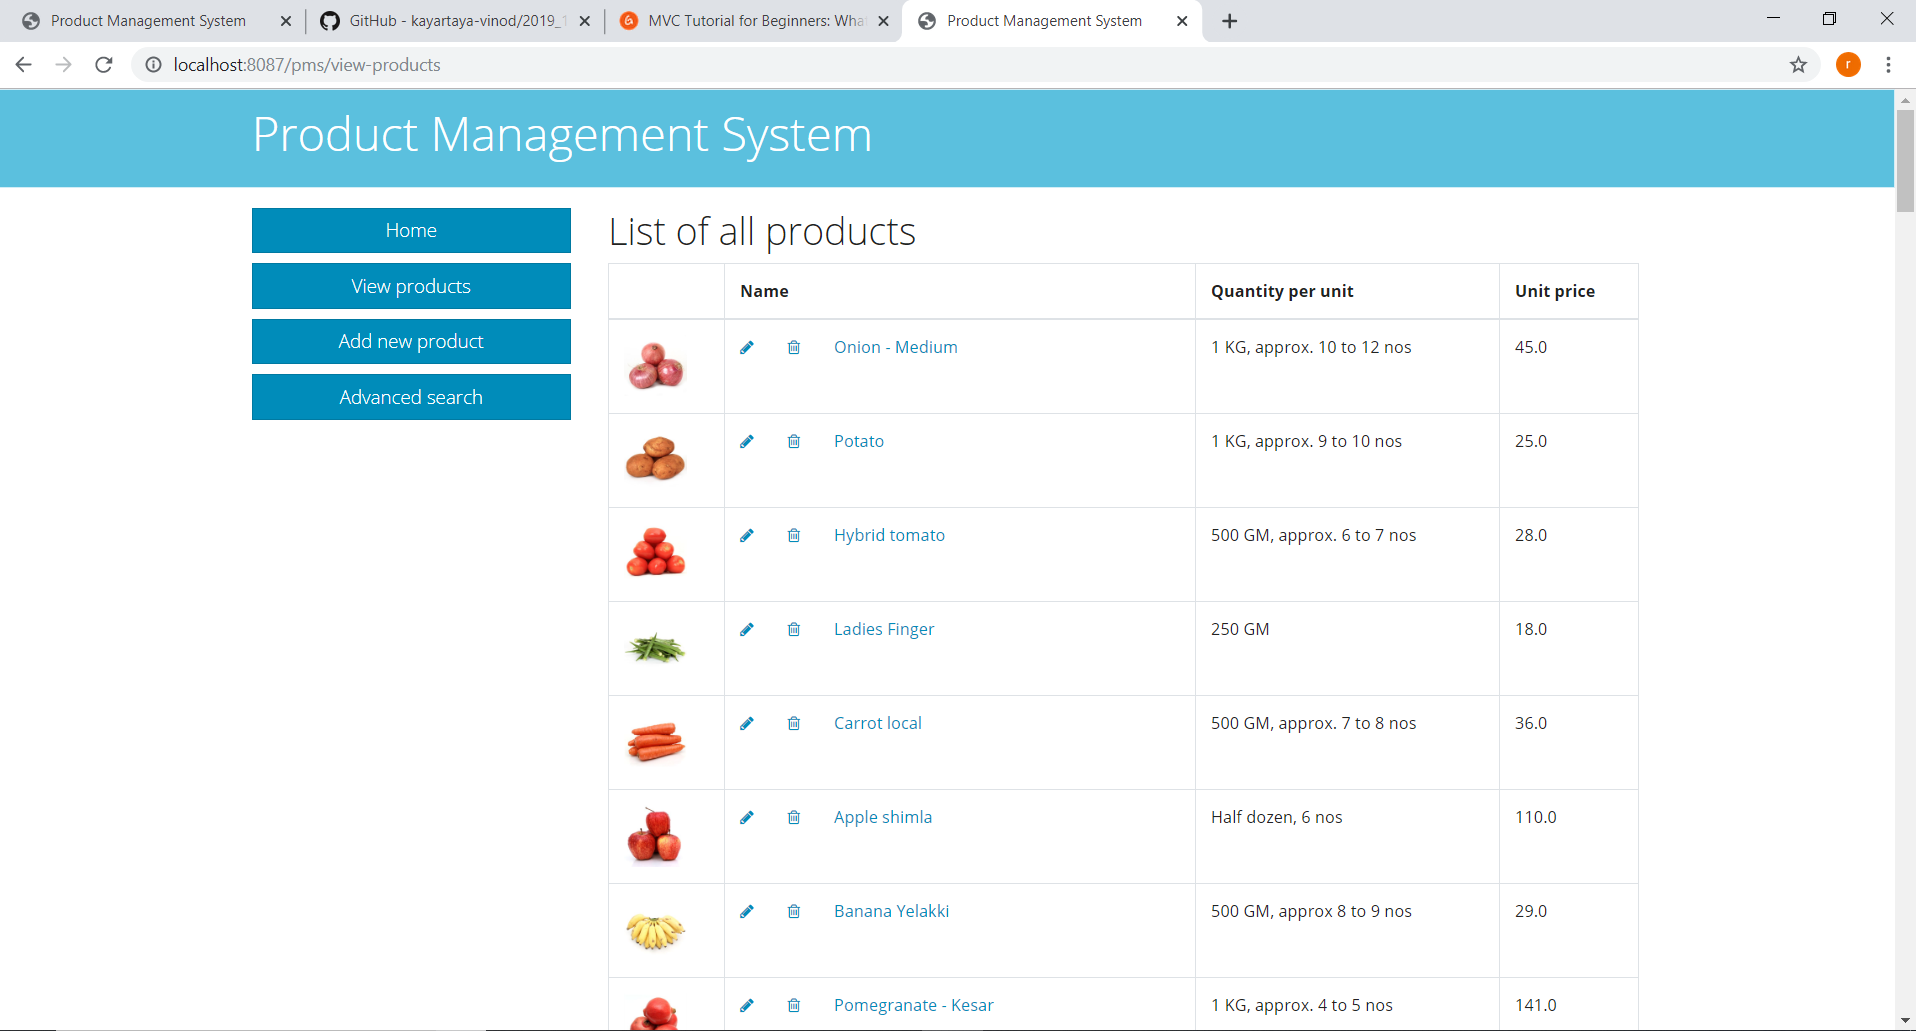 Product Management System
GitHub - kayartaya-vinod/2019_1
MVC Tutorial for Beginners: Wha
Product Management System
localhost:8087/pms/view-products
r
Product Management System
Home
View products
Add new product
Advanced search
List of all products
Name Quantity per unit Unit price
Onion - Medium 1 KG, approx. 10 to 12 nos 45.0
Potato 1 KG, approx. 9 to 10 nos 25.0
Hybrid tomato 500 GM, approx. 6 to 7 nos 28.0
Ladies Finger 250 GM 18.0
Carrot local 500 GM, approx. 7 to 8 nos 36.0
Apple shimla Half dozen, 6 nos 110.0
Banana Yelakki 500 GM, approx 8 to 9 nos 29.0
Pomegranate - Kesar 1 KG, approx. 4 to 5 nos 141.0